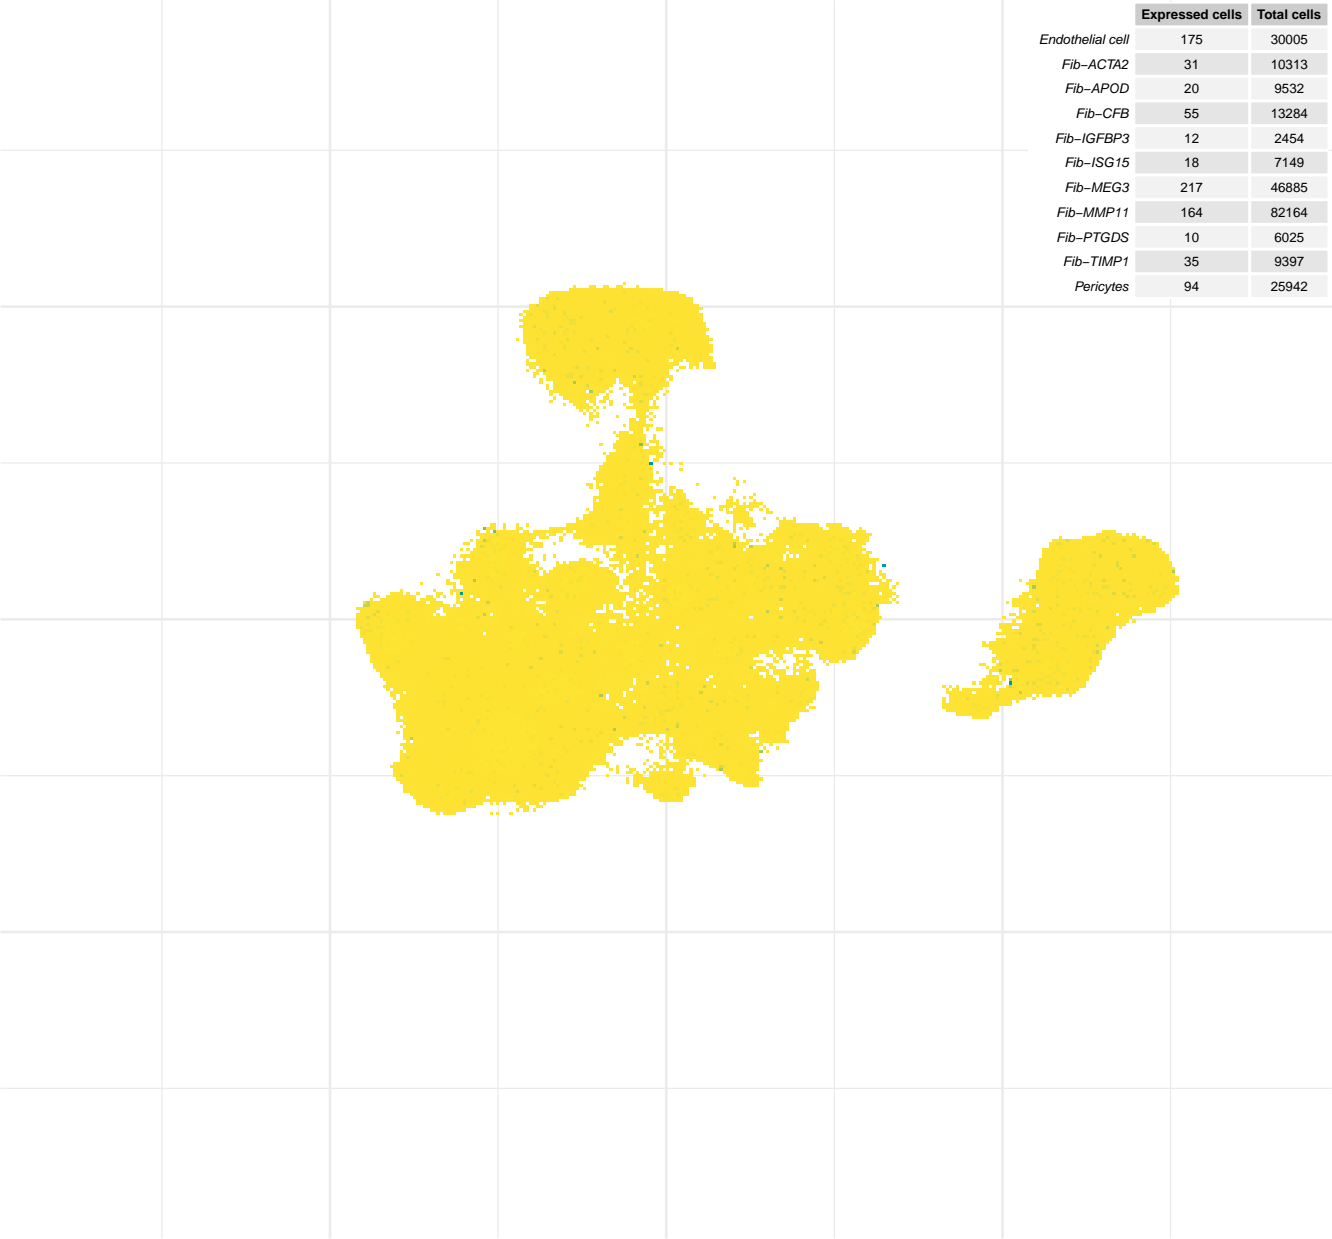 Expressed cells Total cells
Endothelial cell 175 30005
Fib−ACTA2 31 10313
Fib−APOD 20 9532
Fib−CFB 55 13284
Fib−IGFBP3 12 2454
Fib−ISG15 18 7149
Fib−MEG3 217 46885
Fib−MMP11 164 82164
Fib−PTGDS 10 6025
Fib−TIMP1 35 9397
Pericytes 94 25942